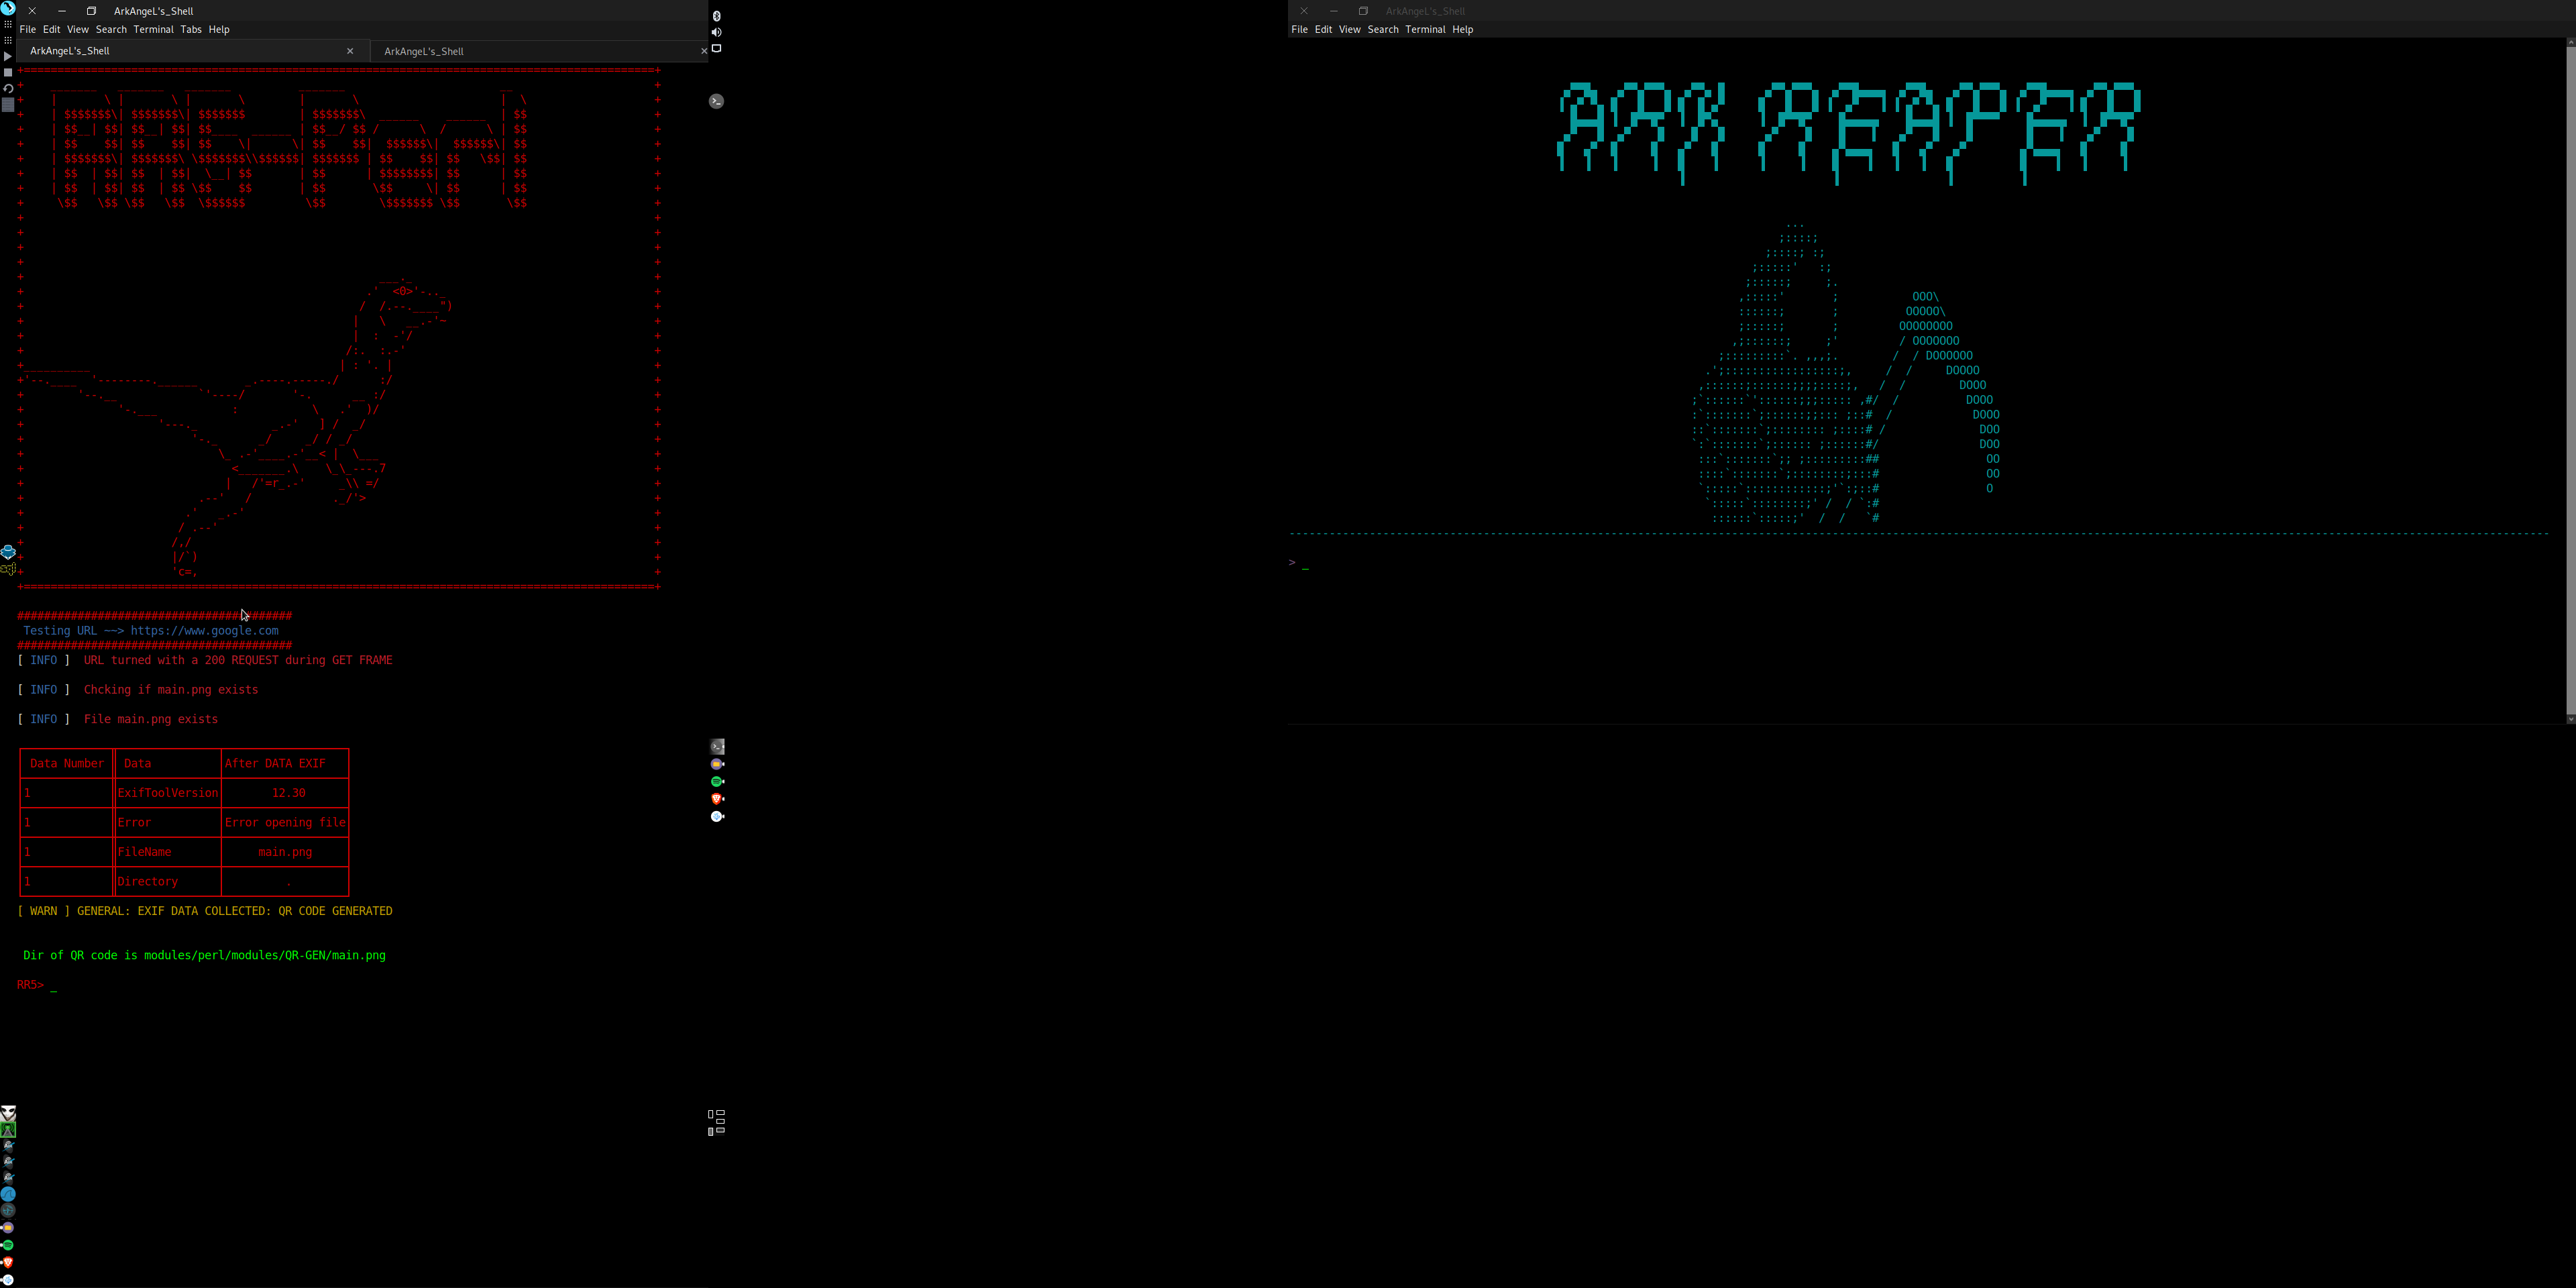 ArkAngeL's_Shell
File Edit View Search Terminal Tabs Help
ArkAngeL's_Shell
ArkAngeL's_Shell
#########################################
Testing URL ~~> https://www.google.com
#########################################
[ INFO ] URL turned with a 200 REQUEST during GET FRAME
[ INFO ] Chcking if main.png exists
[ INFO ] File main.png exists
Data Number Data After DATA EXIF
1 ExifToolVersion 12.30
1 Error Error opening file
1 FileName main.png
1 Directory .
[ WARN ] GENERAL: EXIF DATA COLLECTED: QR CODE GENERATED
Dir of QR code is modules/perl/modules/QR-GEN/main.png
RR5> _
ArkAngeL's_Shell
File Edit View Search Terminal Help
ARK REAPER
> _